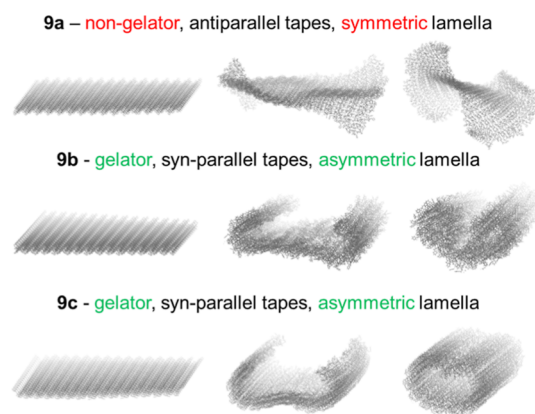 9a – non-gelator, antiparallel tapes, symmetric lamella
9b - gelator, syn-parallel tapes, asymmetric lamella
9c - gelator, syn-parallel tapes, asymmetric lamella